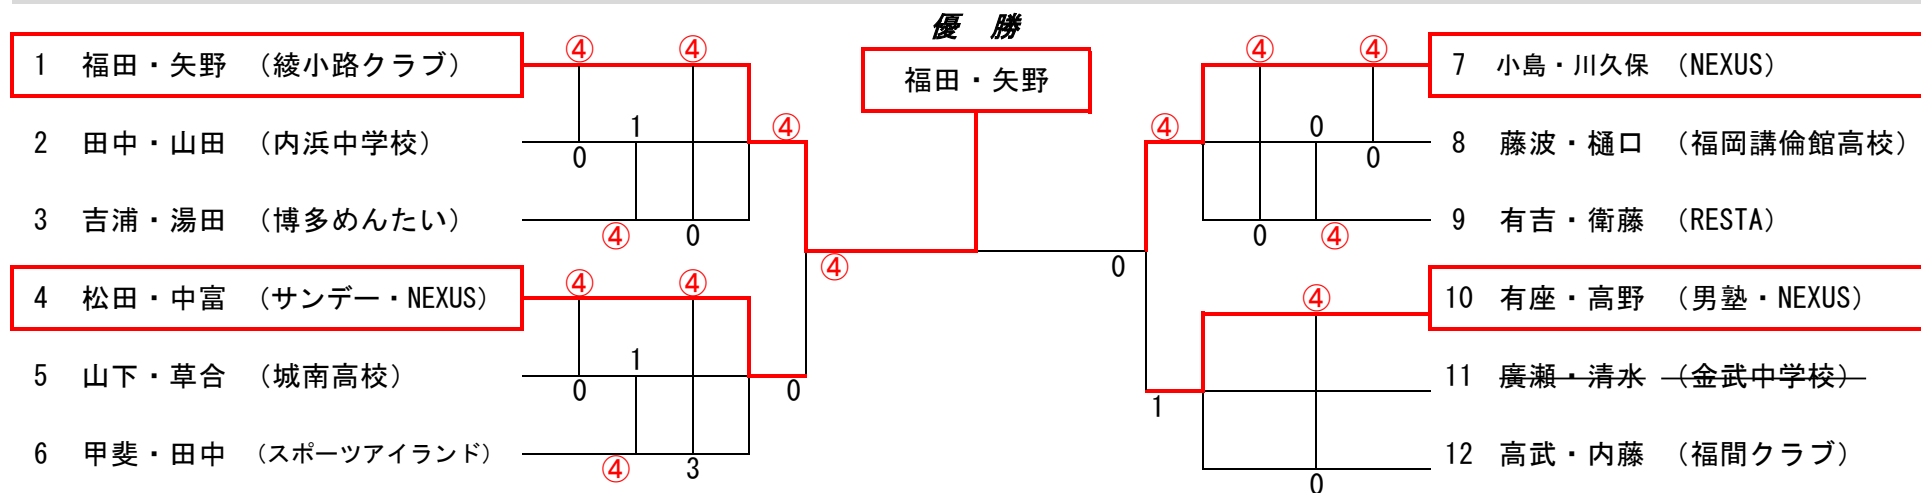 優 勝
福田・矢野
1 福田・矢野 (綾小路クラブ)
④ ④
2 田中・山田 (内浜中学校)
0 1 ④
3 吉浦・湯田 (博多めんたい)
④ 0
④
4 松田・中富 (サンデー・NEXUS)
④ ④
5 山下・草合 (城南高校)
0 1 0
6 甲斐・田中 (スポーツアイランド)
④ 3
④ ④
7 小島・川久保 (NEXUS)
④ 0 0
8 藤波・樋口 (福岡講倫館高校)
0 ④
9 有吉・衛藤 (RESTA)
0
④
10 有座・高野 (男塾・NEXUS)
1
11 廣瀬・清水 (金武中学校)
0
12 高武・内藤 (福間クラブ)